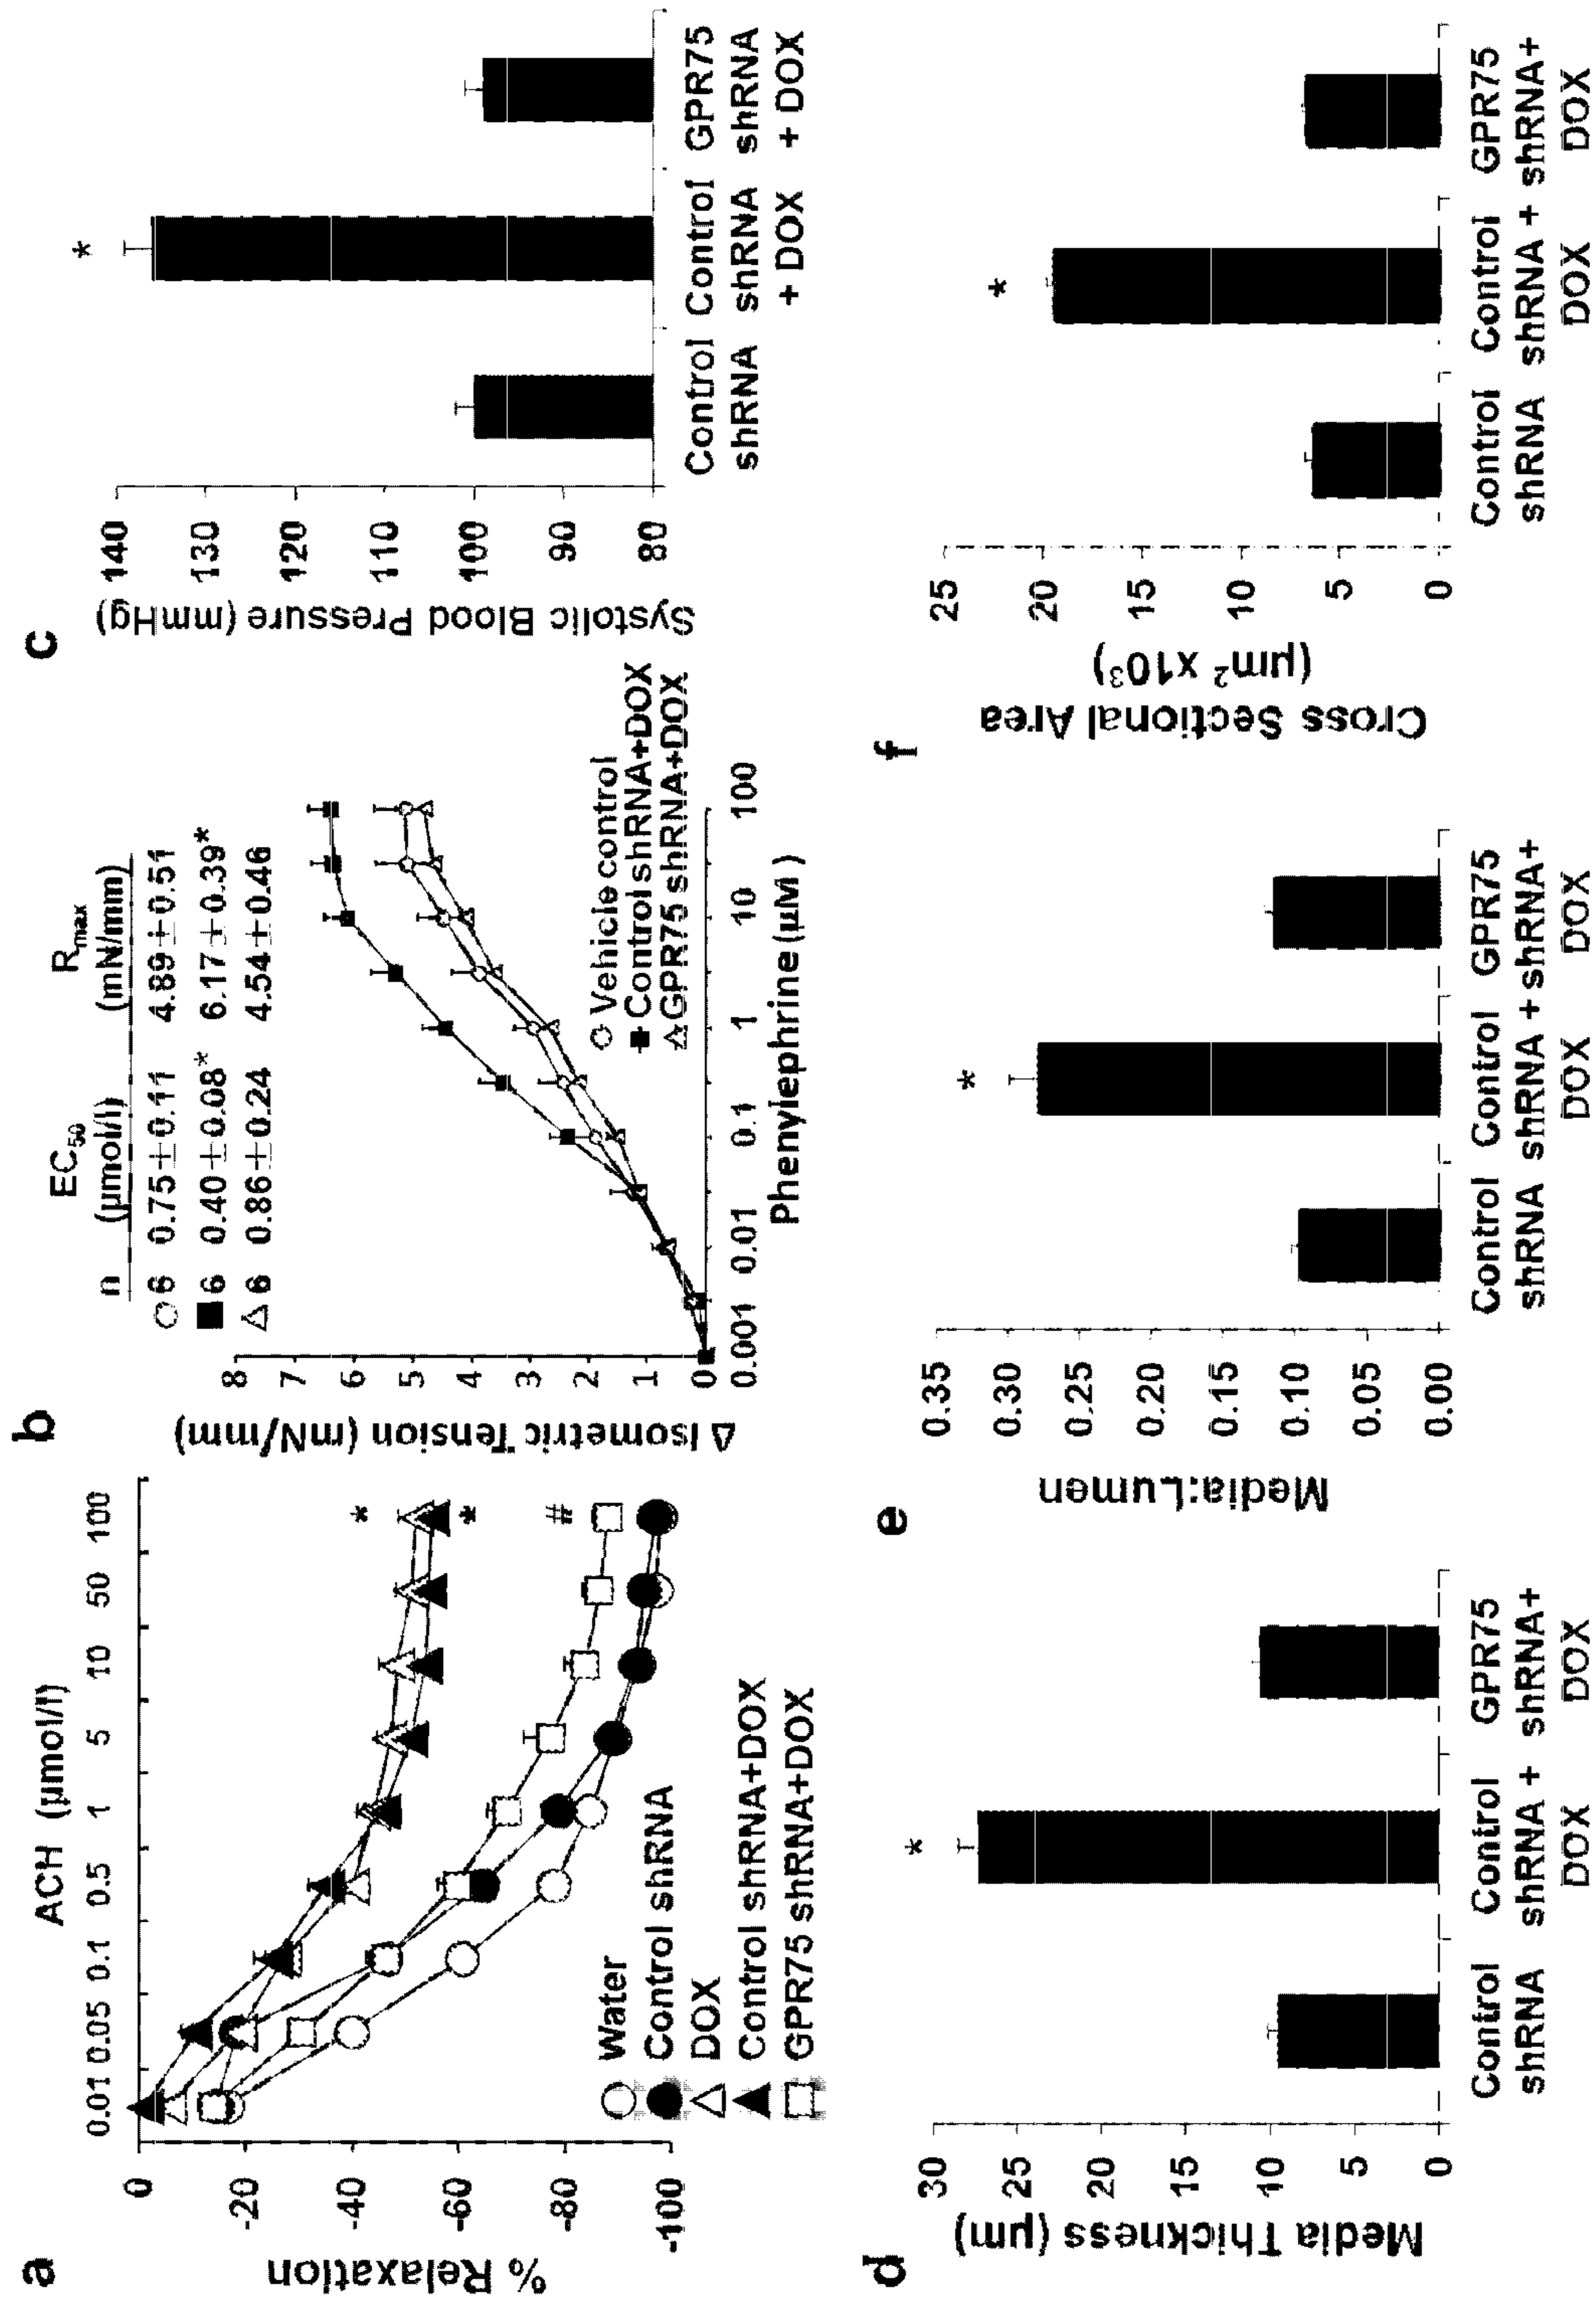 a
ACH (µmol/l)
0.01 0.05 0.1 0.5 1 5 10 50 100
0
-20
-40
-60
-80
-100
% Relaxation
* * #
Water
Control shRNA
DOX
Control shRNA+DOX
GPR75 shRNA+DOX
b
n EC50 (µmol/l) Rmax (mN/mm)
6 0.75±0.11 4.89±0.51
6 0.40±0.08* 6.17±0.39*
6 0.86±0.24 4.54±0.46
8
7
6
5
4
3
2
1
0
Δ Isometric Tension (mN/mm)
0.001 0.01 0.1 1 10 100
Phenylephrine (µM)
Vehicle control
Control shRNA+DOX
GPR75 shRNA+DOX
c
140
130
120
110
100
90
80
Systolic Blood Pressure (mmHg)
*
Control Control GPR75
shRNA shRNA shRNA
+ DOX + DOX
d
30
25
20
15
10
5
0
Media Thickness (µm)
*
Control Control GPR75
shRNA shRNA + shRNA+
DOX DOX
e
0.35
0.30
0.25
0.20
0.15
0.10
0.05
0.00
Media:Lumen
*
Control Control GPR75
shRNA shRNA + shRNA+
DOX DOX
f
25
20
15
10
5
0
Cross Sectional Area
(µm² x10³)
*
Control Control GPR75
shRNA shRNA + shRNA+
DOX DOX